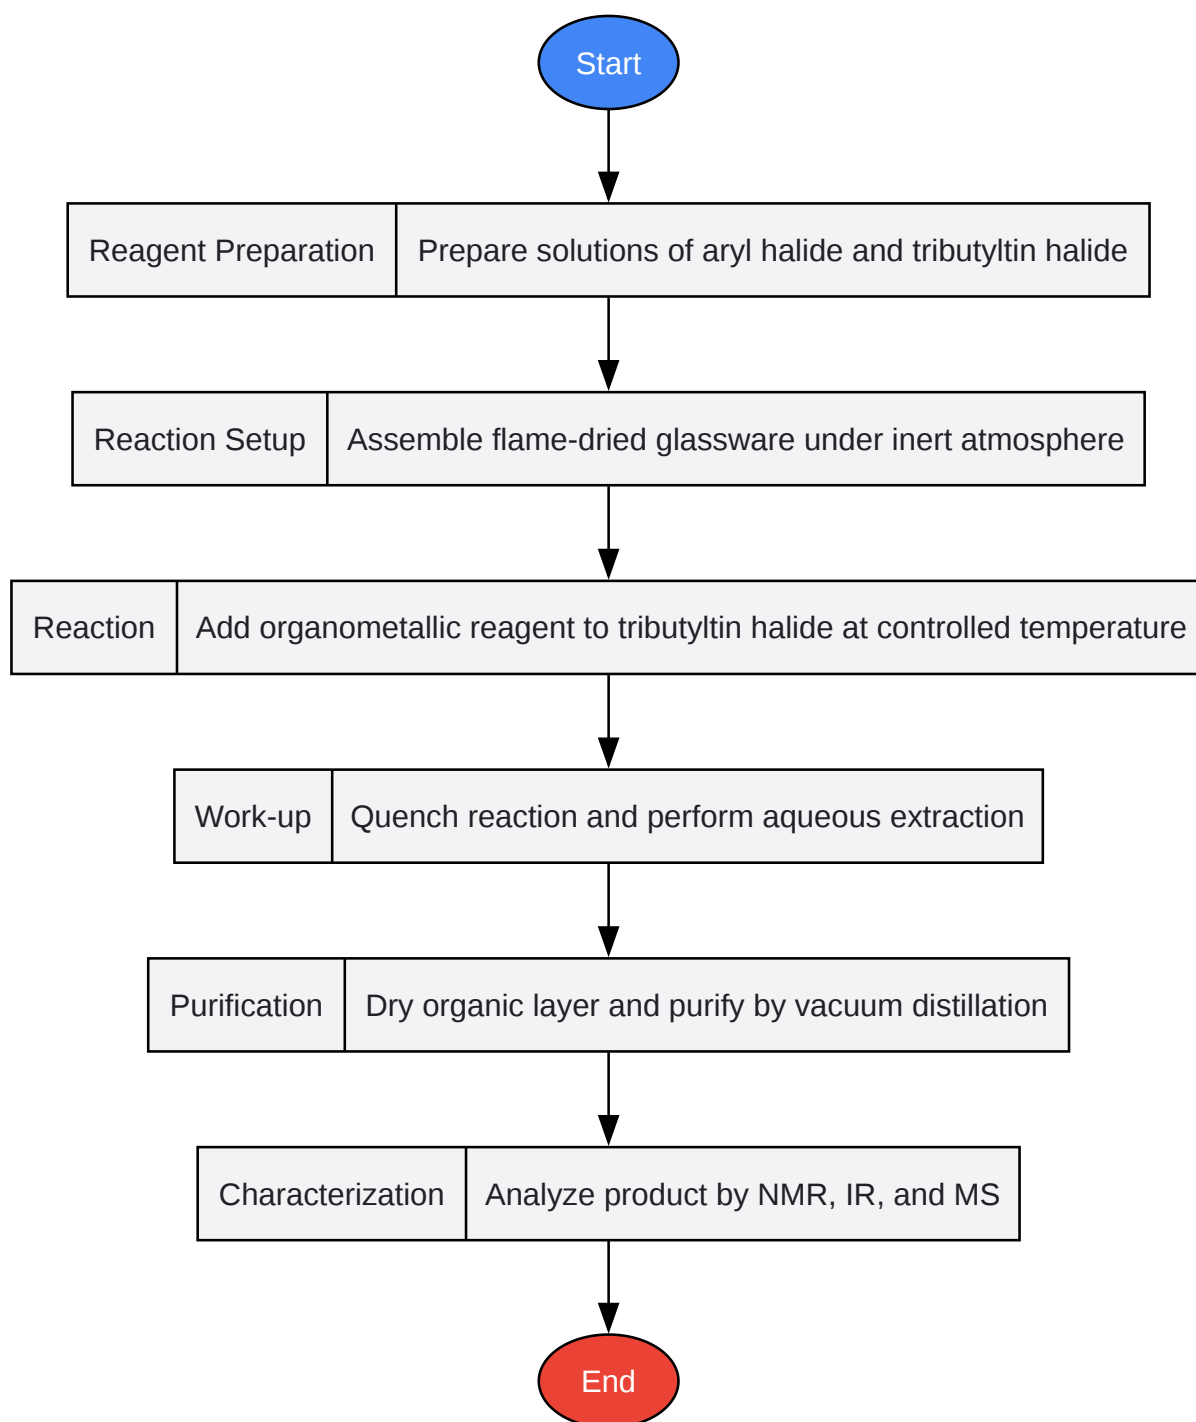 Start
Reagent Preparation
Prepare solutions of aryl halide and tributyltin halide
Reaction Setup
Assemble flame-dried glassware under inert atmosphere
Reaction
Add organometallic reagent to tributyltin halide at controlled temperature
Work-up
Quench reaction and perform aqueous extraction
Purification
Dry organic layer and purify by vacuum distillation
Characterization
Analyze product by NMR, IR, and MS
End